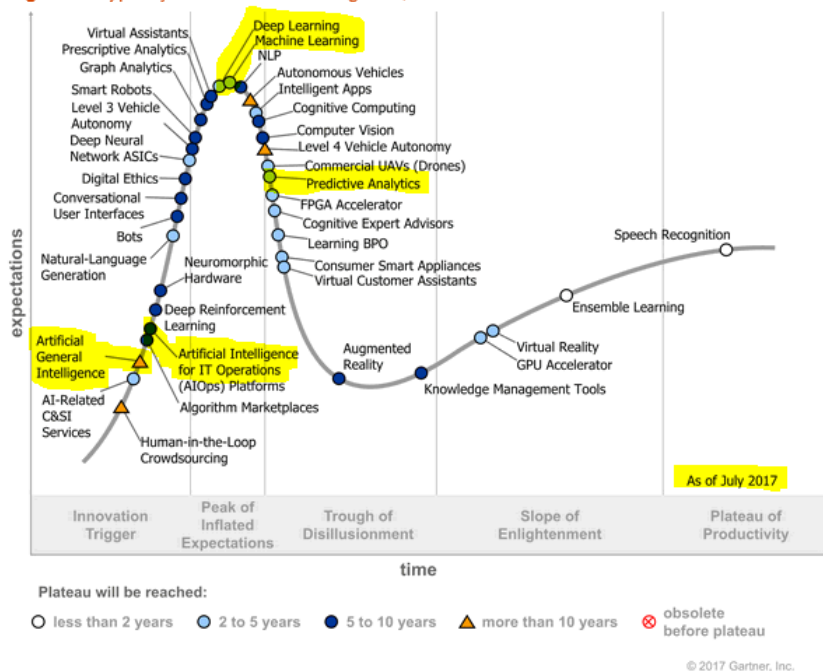 Virtual Assistants
Prescriptive Analytics
Graph Analytics
Smart Robots
Level 3 Vehicle
Autonomy
Deep Neural
Network ASICs
Digital Ethics
Conversational
User Interfaces
Bots
Natural-Language
Generation
Neuromorphic
Hardware
Deep Reinforcement
Learning
Artificial
General
Intelligence
Artificial Intelligence
for IT Operations
(AIOps) Platforms
AI-Related
C&SI
Services
Algorithm Marketplaces
Human-in-the-Loop
Crowdsourcing
Deep Learning
Machine Learning
NLP
Autonomous Vehicles
Intelligent Apps
Cognitive Computing
Computer Vision
Level 4 Vehicle Autonomy
Commercial UAVs (Drones)
Predictive Analytics
FPGA Accelerator
Cognitive Expert Advisors
Learning BPO
Consumer Smart Appliances
Virtual Customer Assistants
Augmented
Reality
Knowledge Management Tools
Virtual Reality
GPU Accelerator
Ensemble Learning
Speech Recognition
As of July 2017
expectations
Innovation
Trigger
Peak of
Inflated
Expectations
Trough of
Disillusionment
Slope of
Enlightenment
Plateau of
Productivity
time
Plateau will be reached:
less than 2 years
2 to 5 years
5 to 10 years
more than 10 years
obsolete
before plateau
© 2017 Gartner, Inc.